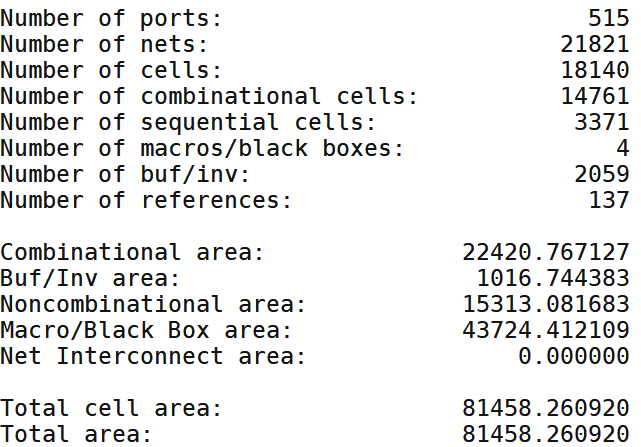 Number of ports: 515
Number of nets: 21821
Number of cells: 18140
Number of combinational cells: 14761
Number of sequential cells: 3371
Number of macros/black boxes: 4
Number of buf/inv: 2059
Number of references: 137
Combinational area: 22420.767127
Buf/Inv area: 1016.744383
Noncombinational area: 15313.081683
Macro/Black Box area: 43724.412109
Net Interconnect area: 0.000000
Total cell area: 81458.260920
Total area: 81458.260920